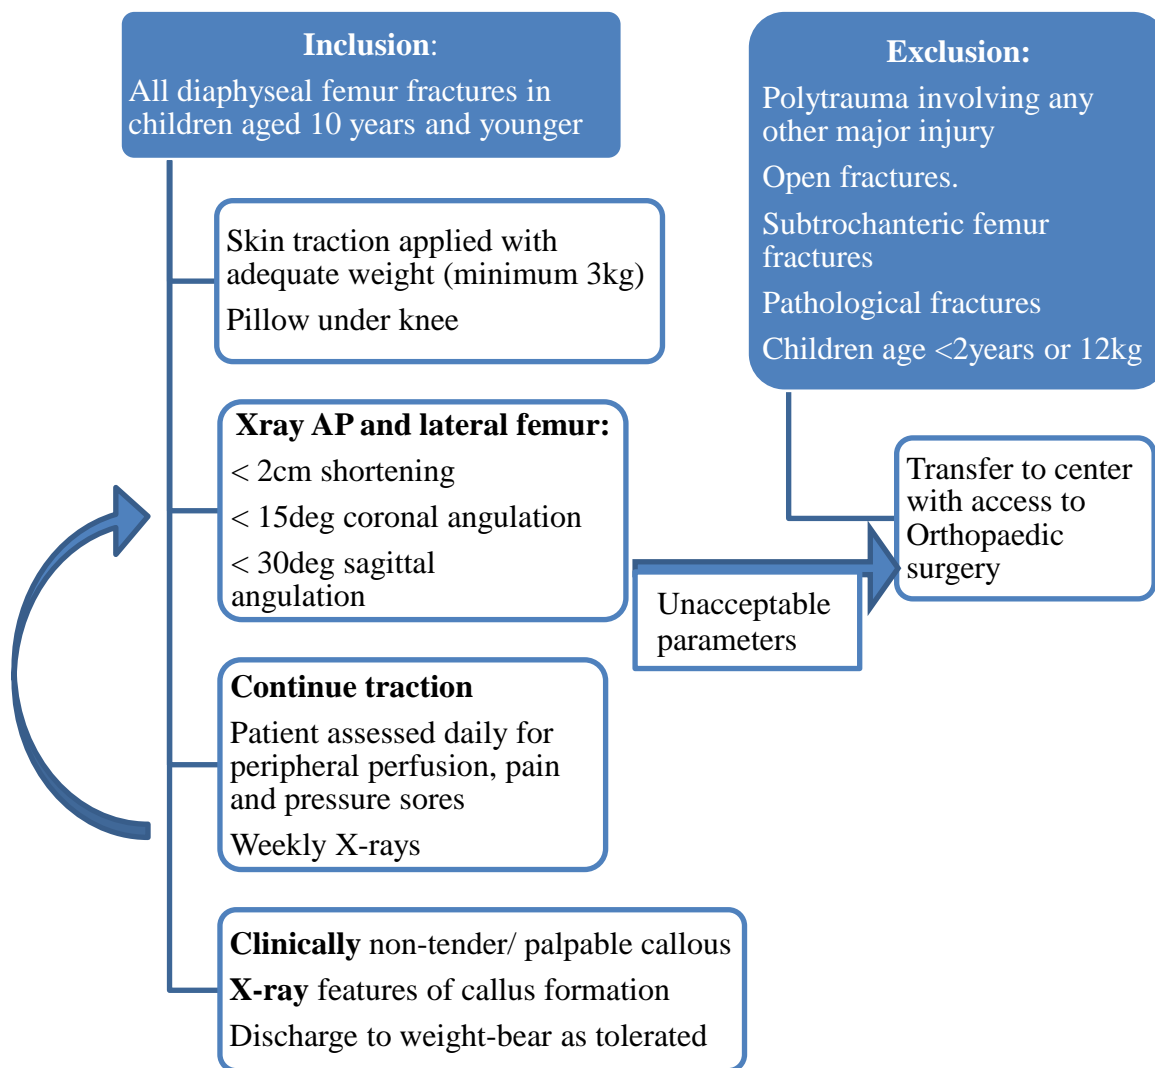 Inclusion:
All diaphyseal femur fractures in
children aged 10 years and younger
Skin traction applied with
adequate weight (minimum 3kg)
Pillow under knee
Xray AP and lateral femur:
< 2cm shortening
< 15deg coronal angulation
< 30deg sagittal
angulation
Continue traction
Patient assessed daily for
peripheral perfusion, pain
and pressure sores
Weekly X-rays
Clinically non-tender/ palpable callous
X-ray features of callus formation
Discharge to weight-bear as tolerated
Exclusion:
Polytrauma involving any
other major injury
Open fractures.
Subtrochanteric femur
fractures
Pathological fractures
Children age <2years or 12kg
Transfer to center
with access to
Orthopaedic
surgery
Unacceptable
parameters